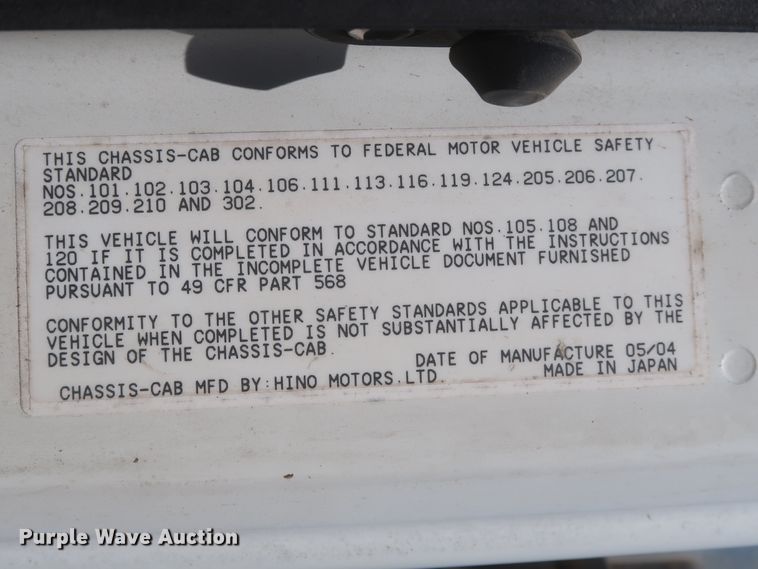 THIS CHASSIS-CAB CONFORMS TO FEDERAL MOTOR VEHICLE SAFETY
STANDARD
NOS.101.102.103.104.106.111.113.116.119.124.205.206.207.
208.209.210 AND 302.
THIS VEHICLE WILL CONFORM TO STANDARD NOS.105.108 AND
120 IF IT IS COMPLETED IN ACCORDANCE WITH THE INSTRUCTIONS
CONTAINED IN THE INCOMPLETE VEHICLE DOCUMENT FURNISHED
PURSUANT TO 49 CFR PART 568
CONFORMITY TO THE OTHER SAFETY STANDARDS APPLICABLE TO THIS
VEHICLE WHEN COMPLETED IS NOT SUBSTANTIALLY AFFECTED BY THE
DESIGN OF THE CHASSIS-CAB.
DATE OF MANUFACTURE 05/04
CHASSIS-CAB MFD BY:HINO MOTORS.LTD. MADE IN JAPAN
Purple Wave Auction